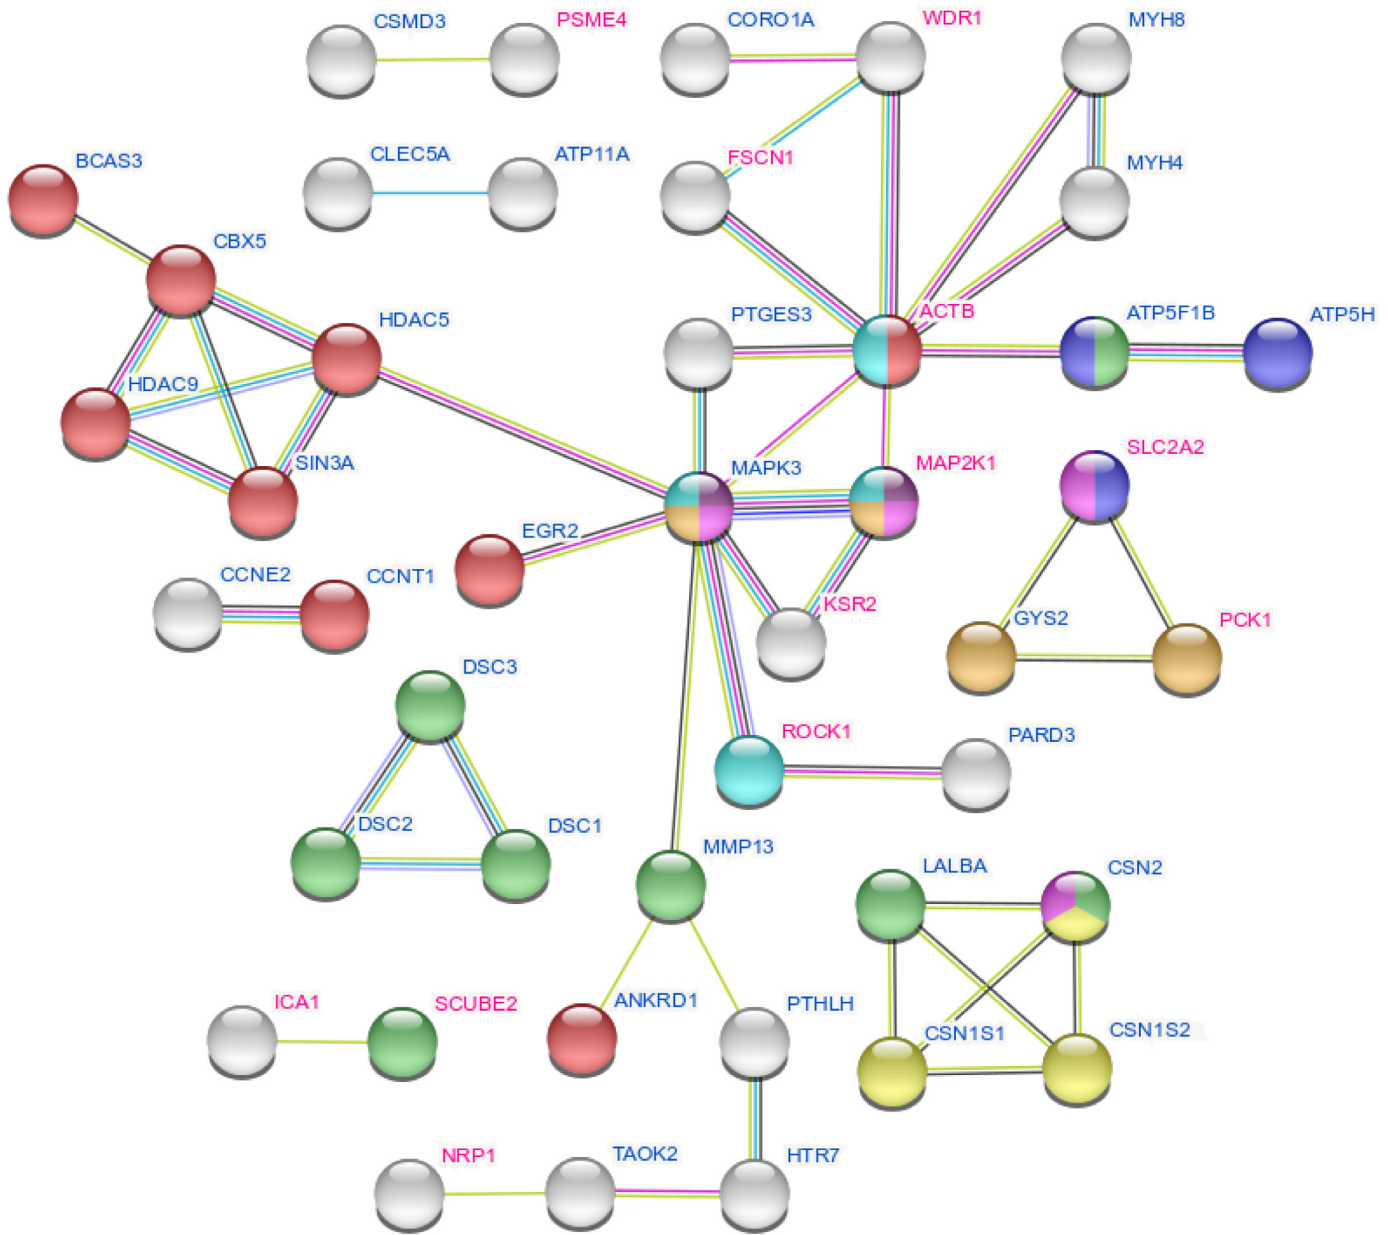 CSMD3
PSME4
CORO1A
WDR1
MYH8
BCAS3
CLEC5A
ATP11A
FSCN1
MYH4
CBX5
HDAC5
PTGES3
ACTB
ATP5F1B
ATP5H
HDAC9
SIN3A
MAPK3
MAP2K1
SLC2A2
EGR2
CCNE2
CCNT1
KSR2
GYS2
PCK1
DSC3
ROCK1
PARD3
DSC2
DSC1
MMP13
LALBA
CSN2
ICA1
SCUBE2
ANKRD1
PTHLH
CSN1S1
CSN1S2
NRP1
TAOK2
HTR7